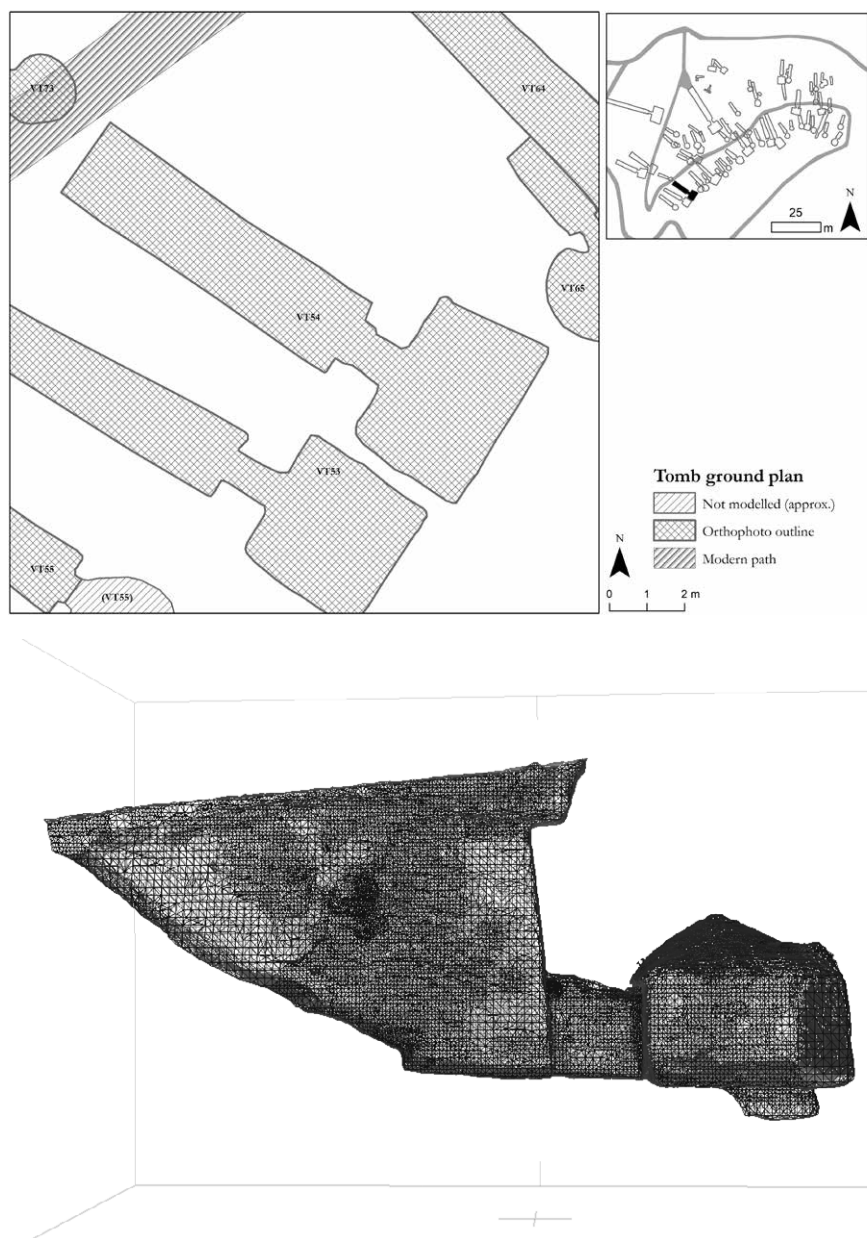 VT73
VT64
VT54
VT65
VT53
VT55
(VT55)
N
25
m
Tomb ground plan
Not modelled (approx.)
Orthophoto outline
Modern path
N
0 1 2 m